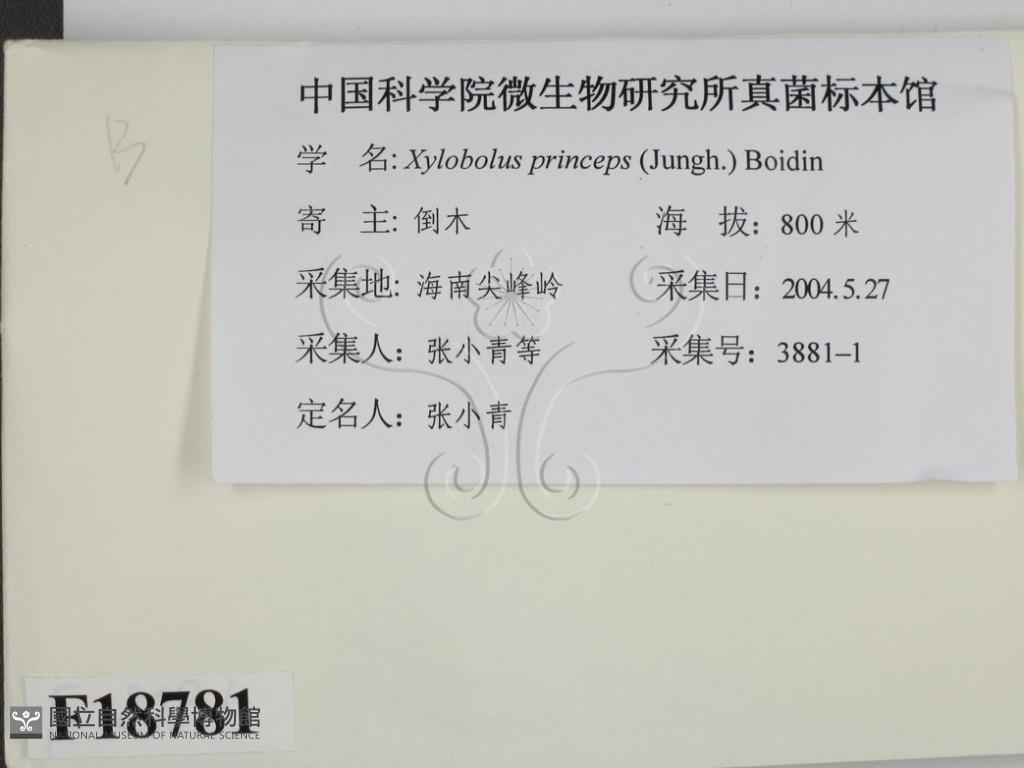 中国科学院微生物研究所真菌标本馆
学 名: Xylobolus princeps (Jungh.) Boidin
寄 主: 倒木 海 拔: 800 米
采集地: 海南尖峰岭 采集日: 2004.5.27
采集人: 张小青等 采集号: 3881–1
定名人: 张小青
F18781
國立自然科學博物館
NATIONAL MUSEUM OF NATURAL SCIENCE